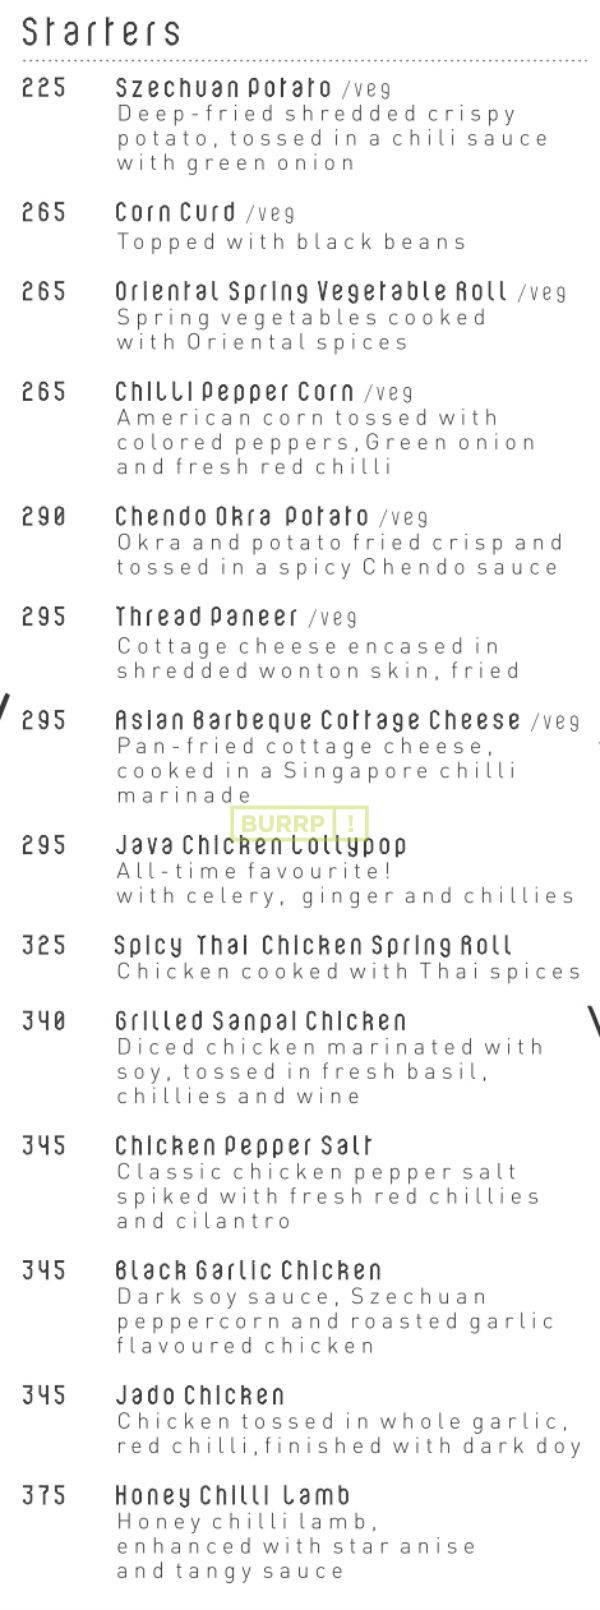 Starters
225 Szechuan Potato /veg
Deep-fried shredded crispy
potato, tossed in a chili sauce
with green onion
265 Corn Curd /veg
Topped with black beans
265 Oriental Spring Vegetable Roll /veg
Spring vegetables cooked
with Oriental spices
265 Chilli Pepper Corn /veg
American corn tossed with
colored peppers,Green onion
and fresh red chilli
290 Chendo Okra Potato /veg
Okra and potato fried crisp and
tossed in a spicy Chendo sauce
295 Thread Paneer /veg
Cottage cheese encased in
shredded wonton skin, fried
295 Asian Barbeque Cottage Cheese /veg
Pan-fried cottage cheese,
cooked in a Singapore chilli
marinade
BURRP!
295 Java Chicken Lollypop
All-time favourite!
with celery, ginger and chillies
325 Spicy Thai Chicken Spring Roll
Chicken cooked with Thai spices
340 Grilled Sanpai Chicken
Diced chicken marinated with
soy, tossed in fresh basil,
chillies and wine
345 Chicken Pepper Salt
Classic chicken pepper salt
spiked with fresh red chillies
and cilantro
345 Black Garlic Chicken
Dark soy sauce, Szechuan
peppercorn and roasted garlic
flavoured chicken
345 Jado Chicken
Chicken tossed in whole garlic,
red chilli,finished with dark doy
375 Honey Chilli Lamb
Honey chilli lamb,
enhanced with star anise
and tangy sauce